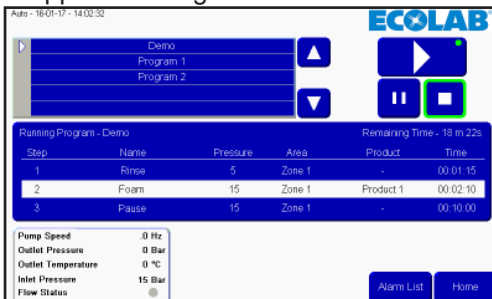 Auto - 16-01-17 - 14:02:32
ECOLAB
Demo
Program 1
Program 2
Running Program - Demo Remaining Time - 18 m 22s
Step Name Pressure Area Product Time
1 Rinse 5 Zone 1 - 00:01:15
2 Foam 15 Zone 1 Product 1 00:02:10
3 Pause 15 Zone 1 - 00:10:00
Pump Speed .0 Hz
Outlet Pressure 0 Bar
Outlet Temperature 0 °C
Inlet Pressure 15 Bar
Flow Status
Alarm List Home